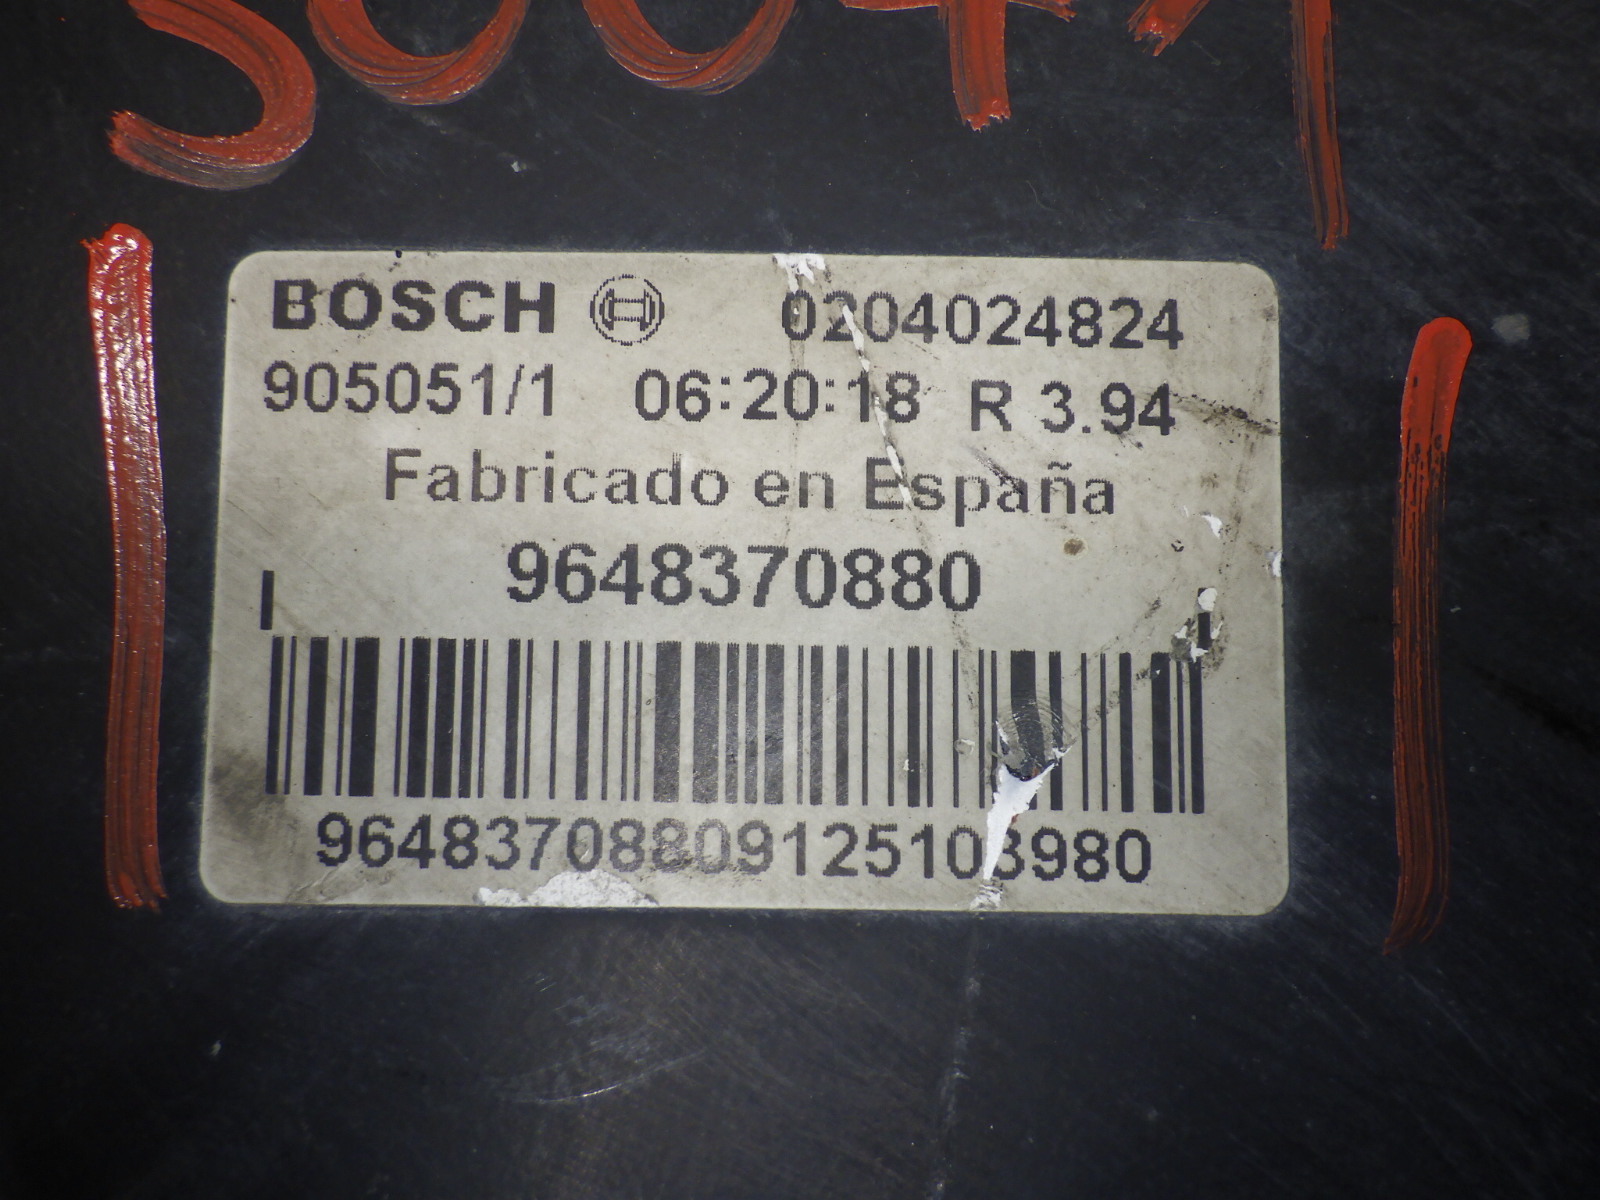 BOSCH 0204024824
905051/1 06:20:18 R 3.94
Fabricado en España
9648370880
96483708809125103980